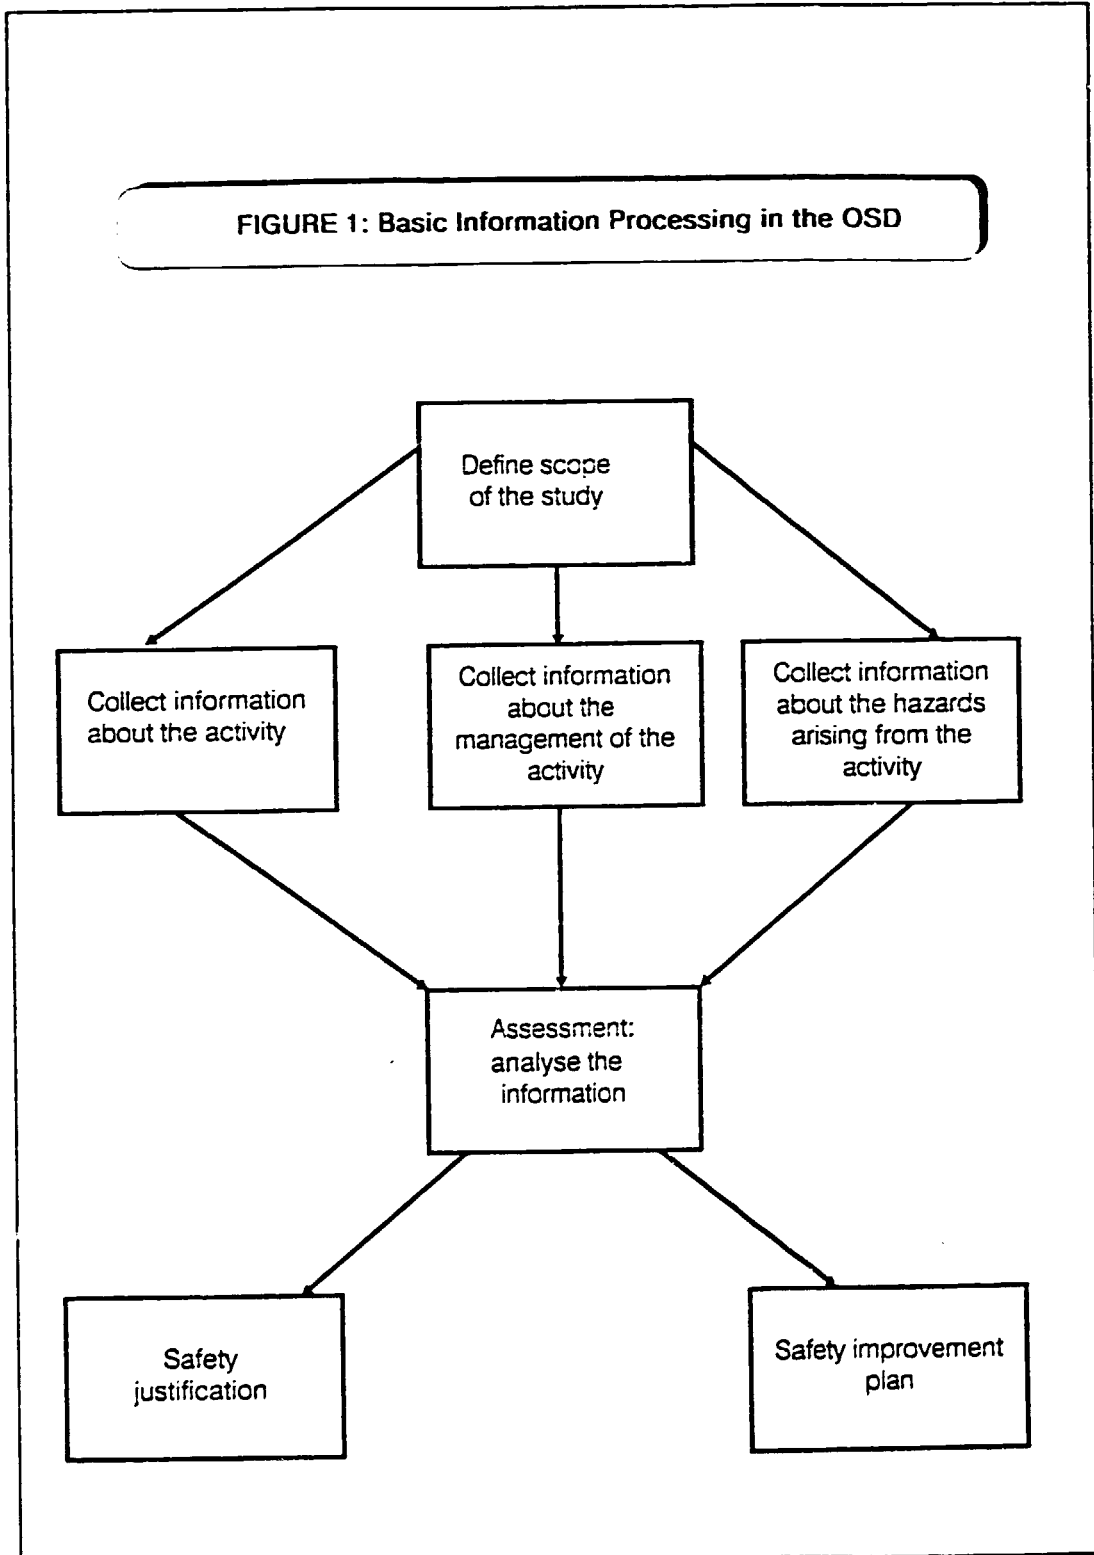 FIGURE 1: Basic Information Processing in the OSD
Define scope
of the study
Collect information
about the activity
Collect information
about the
management of the
activity
Collect information
about the hazards
arising from the
activity
Assessment:
analyse the
information
Safety
justification
Safety improvement
plan